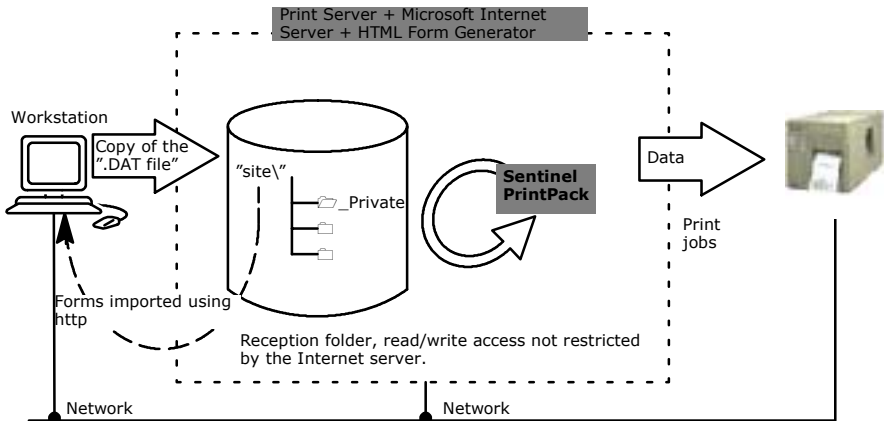 Print Server + Microsoft Internet
Server + HTML Form Generator
Workstation
Copy of the
”.DAT file”
”site\”
_Private
Sentinel
PrintPack
Data
Print
jobs
Forms imported using
http
Reception folder, read/write access not restricted
by the Internet server.
Network
Network